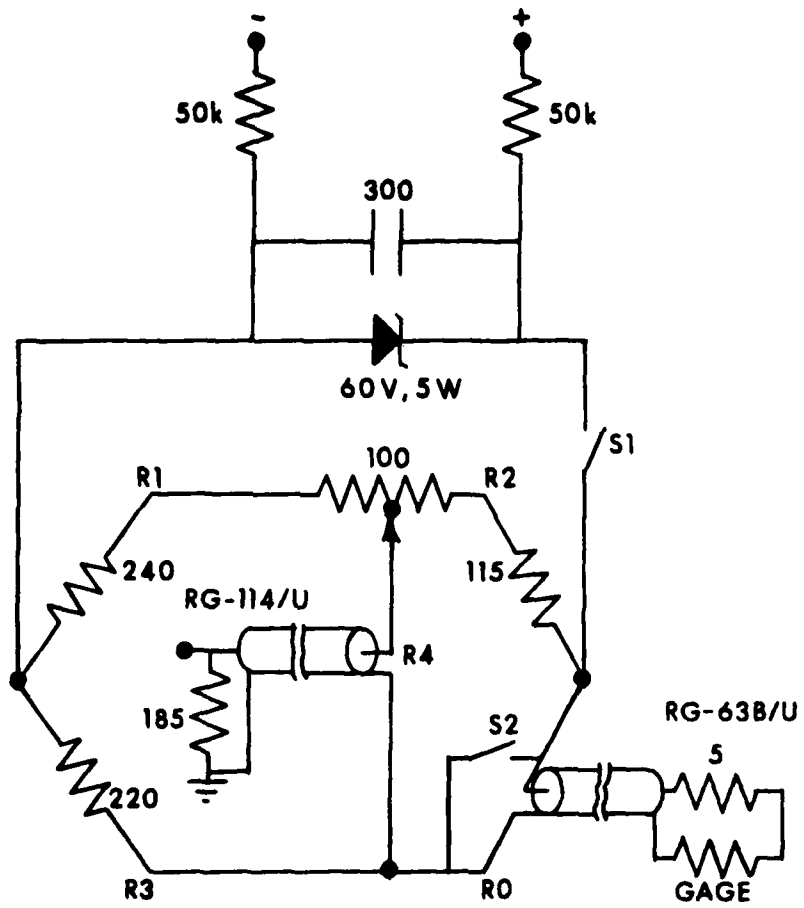 - +
50k 50k
300
60V, 5W
S1
100
R1 R2
240 115
RG-114/U
R4
185
S2
RG-63B/U
5
220
R3 R0
GAGE